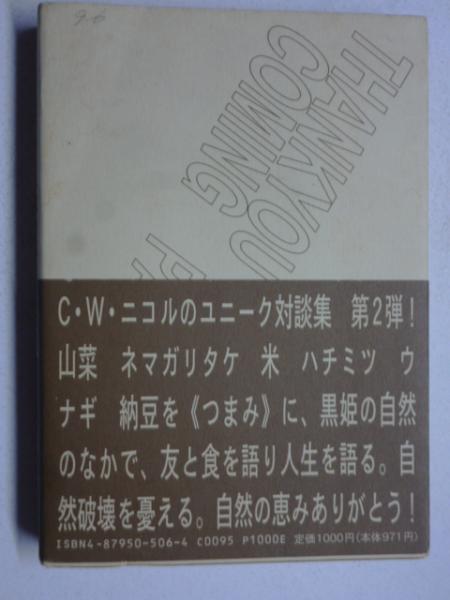 96
THANK YOU
COMING
PA
C・W・ニコルのユニーク対談集　第2弾！
山菜　ネマガリタケ　米　ハチミツ　ウ
ナギ　納豆を《つまみ》に、黒姫の自然
のなかで、友と食を語り人生を語る。自
然破壊を憂える。自然の恵みありがとう！
ISBN4-87950-506-4　C0095　P1000E　定価1000円（本体971円）